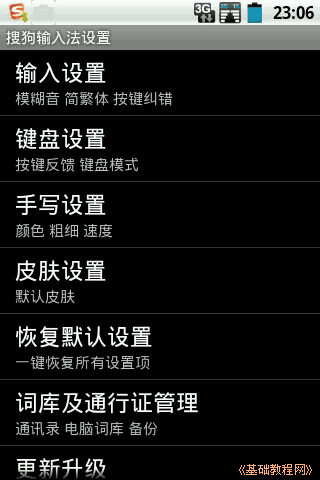 3G
23:06
搜狗输入法设置
输入设置
模糊音 简繁体 按键纠错
键盘设置
按键反馈 键盘模式
手写设置
颜色 粗细 速度
皮肤设置
默认皮肤
恢复默认设置
一键恢复所有设置项
词库及通行证管理
通讯录 电脑词库 备份
更新升级
《基础教程网》